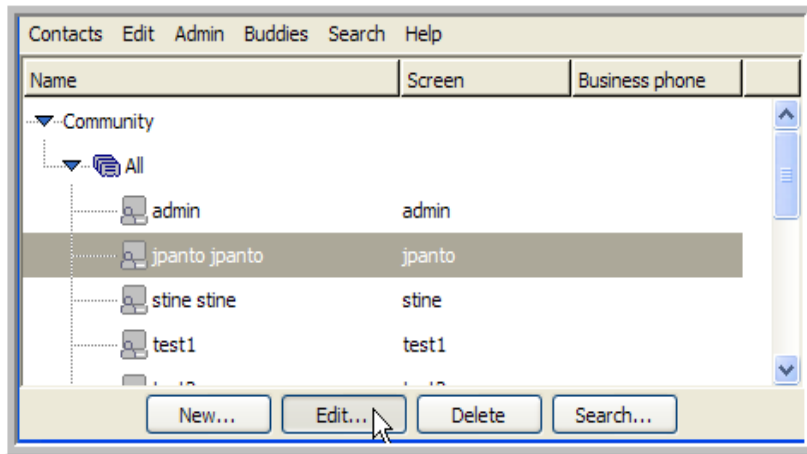 Contacts Edit Admin Buddies Search Help
Name Screen Business phone
Community
All
admin admin
jpanto jpanto jpanto
stine stine stine
test1 test1
New... Edit... Delete Search...